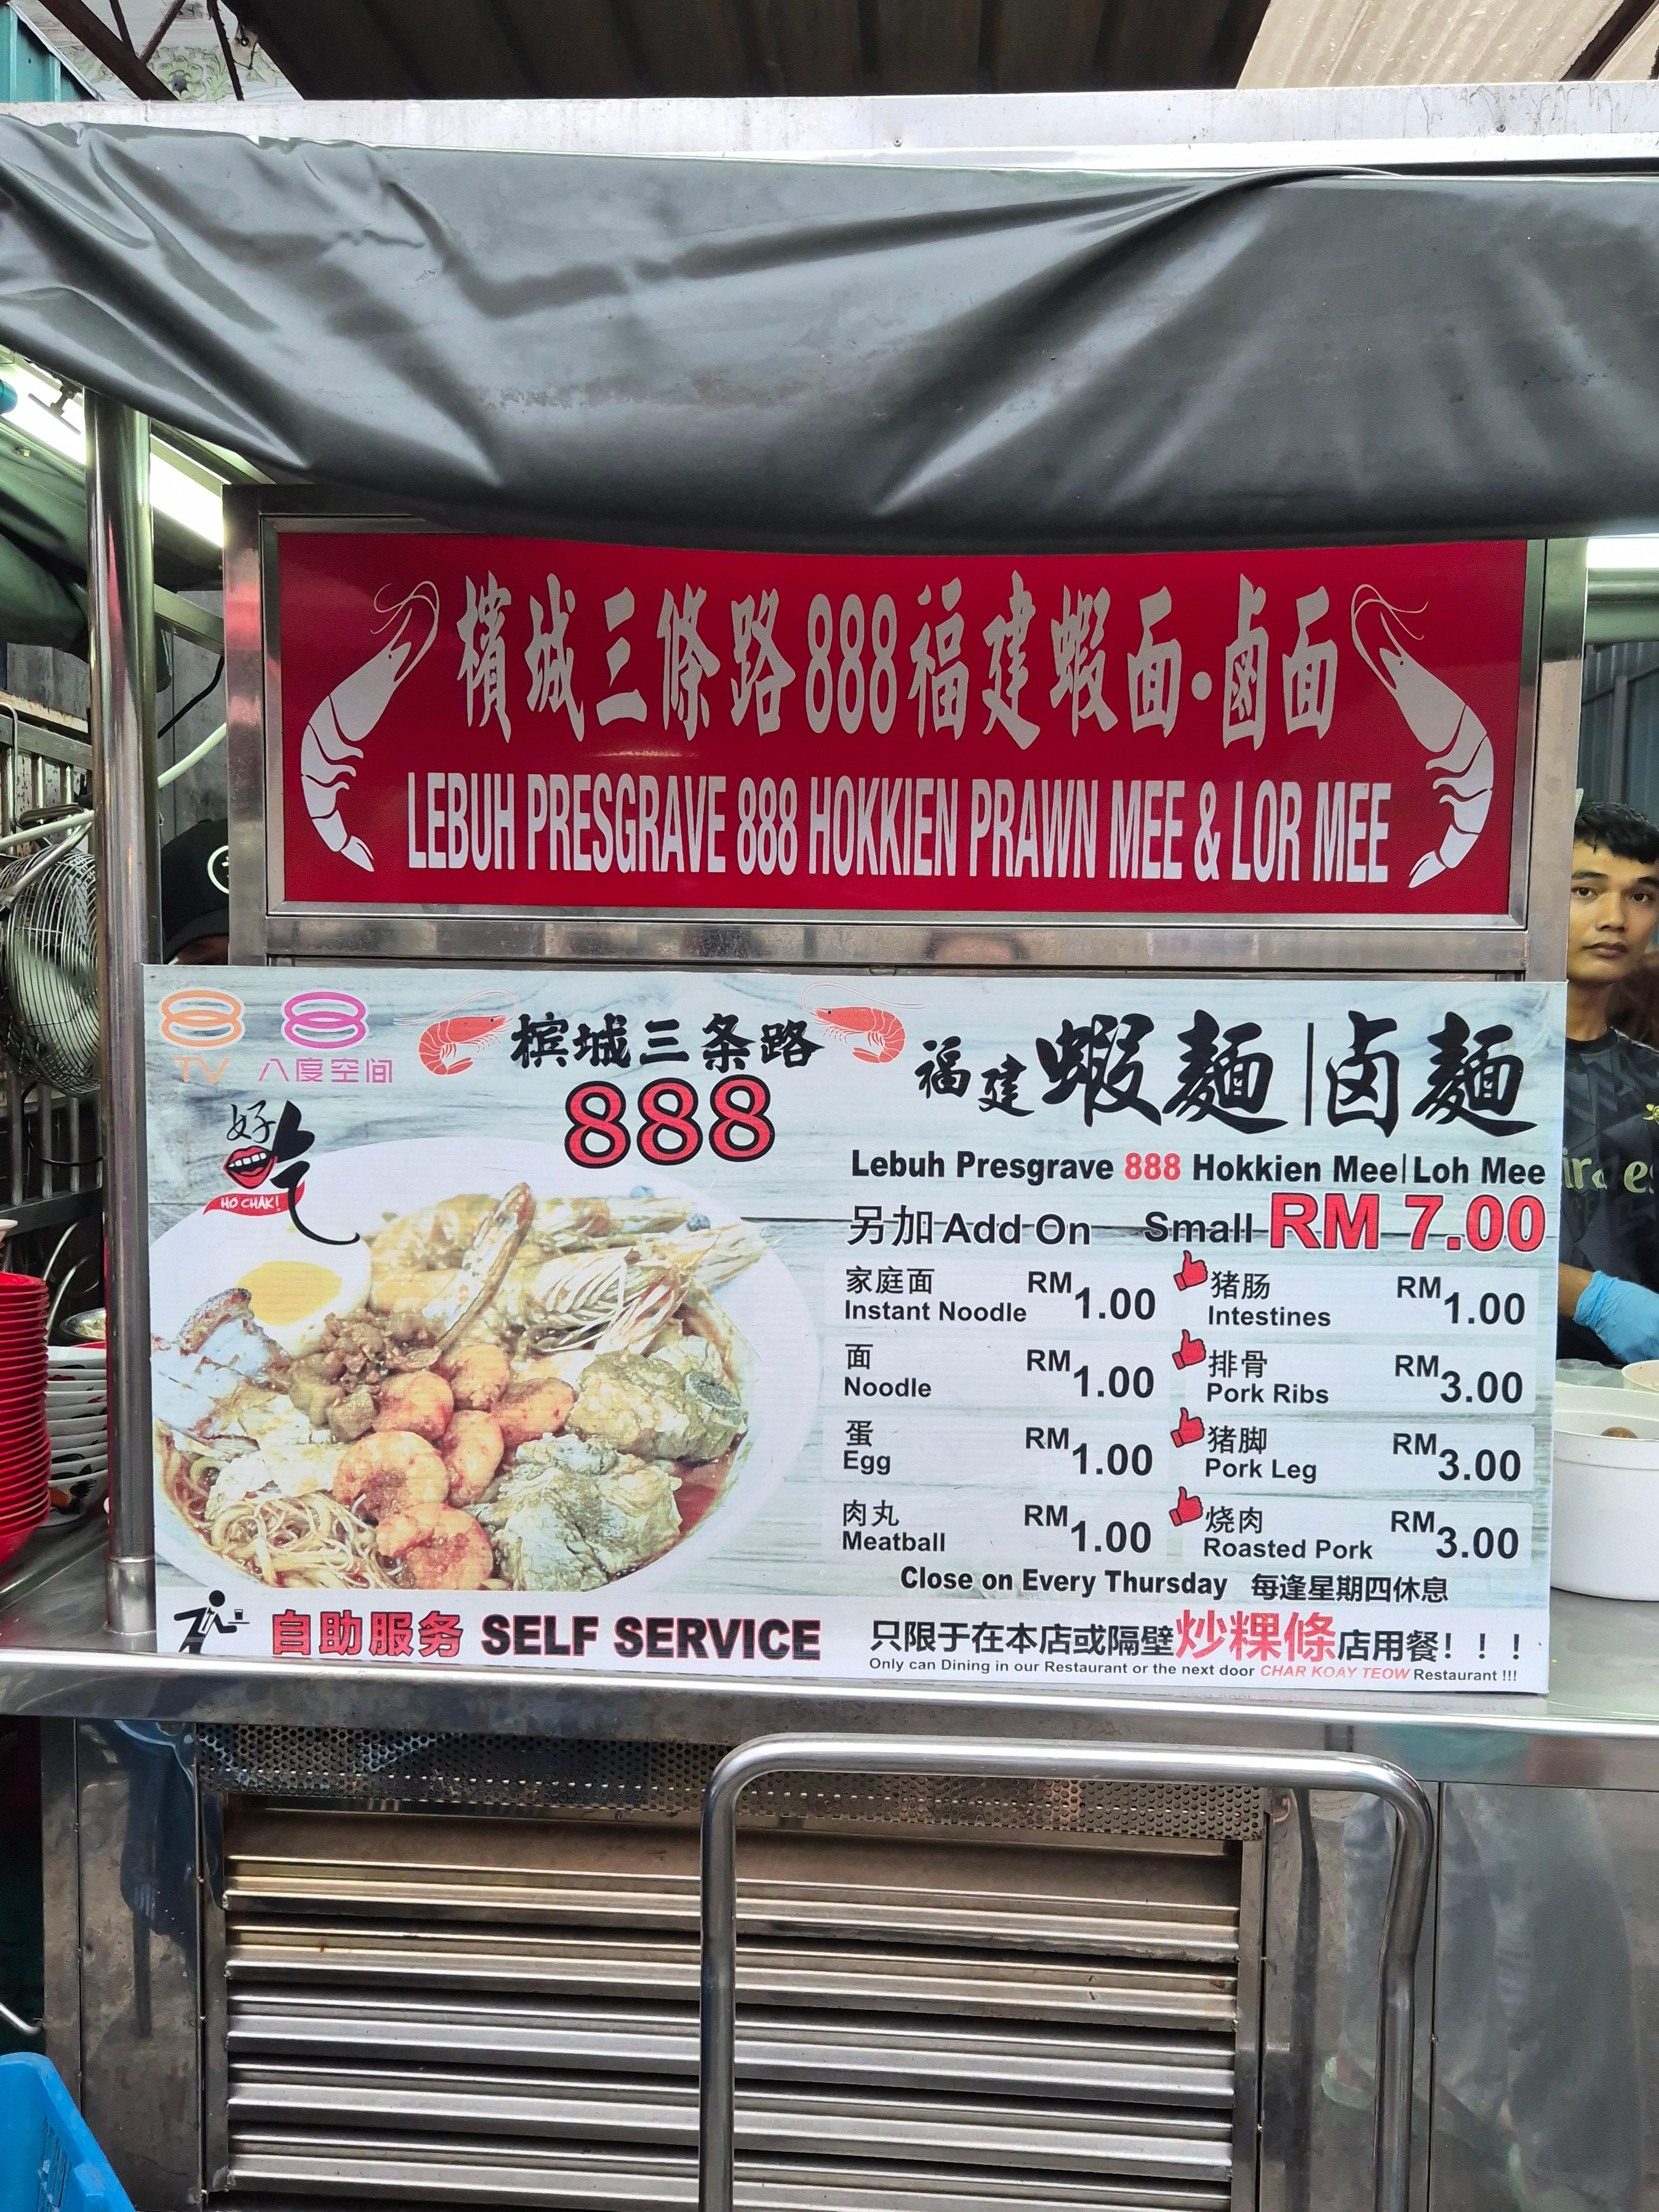 檳城三條路888福建蝦面·鹵面
LEBUH PRESGRAVE 888 HOKKIEN PRAWN MEE & LOR MEE
TV 八度空间
好吃
HO CHAK!
槟城三条路
888
福建蝦麵|卤麵
Lebuh Presgrave 888 Hokkien Mee|Loh Mee
另加 Add On Small RM 7.00
家庭面 Instant Noodle RM1.00
猪肠 Intestines RM1.00
面 Noodle RM1.00
排骨 Pork Ribs RM3.00
蛋 Egg RM1.00
猪脚 Pork Leg RM3.00
肉丸 Meatball RM1.00
烧肉 Roasted Pork RM3.00
Close on Every Thursday 每逢星期四休息
自助服务 SELF SERVICE
只限于在本店或隔壁炒粿條店用餐！！！
Only can Dining in our Restaurant or the next door CHAR KOAY TEOW Restaurant !!!